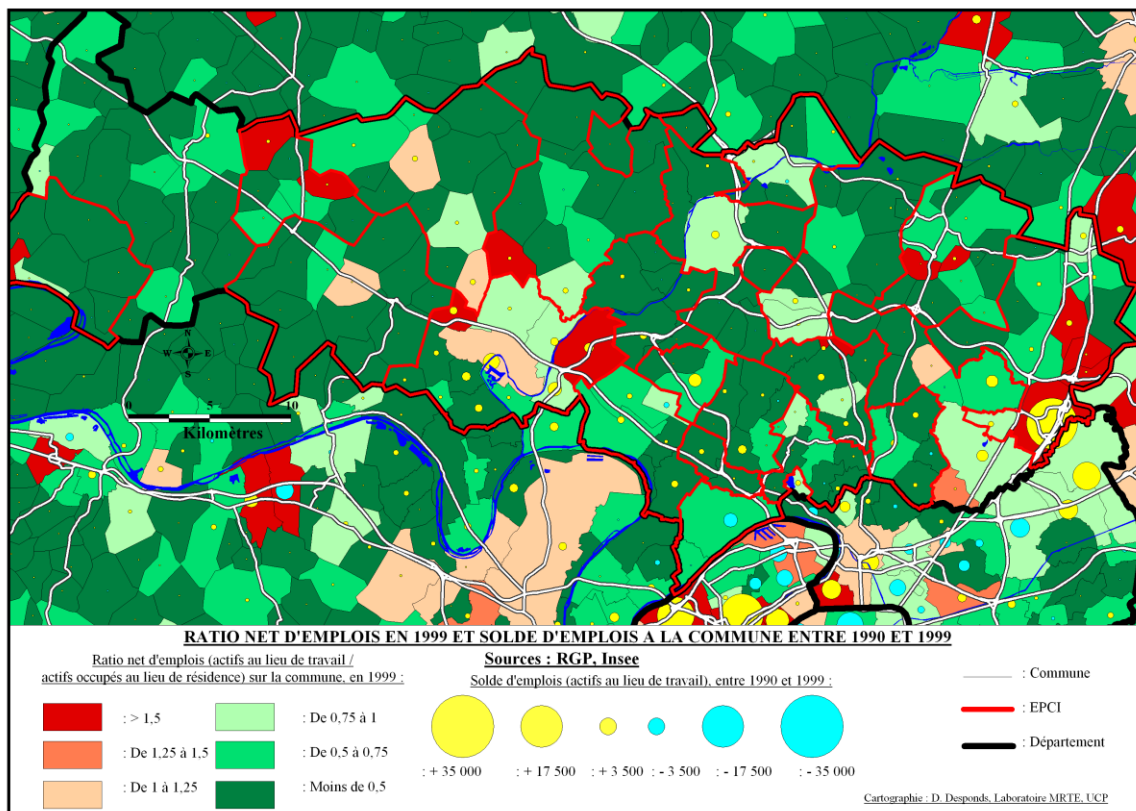 N
W E
S
0 5 10
Kilomètres
RATIO NET D'EMPLOIS EN 1999 ET SOLDE D'EMPLOIS A LA COMMUNE ENTRE 1990 ET 1999
Sources : RGP, Insee
Ratio net d'emplois (actifs au lieu de travail /
actifs occupés au lieu de résidence) sur la commune, en 1999 :
: > 1,5
: De 0,75 à 1
: De 1,25 à 1,5
: De 0,5 à 0,75
: De 1 à 1,25
: Moins de 0,5
Solde d'emplois (actifs au lieu de travail), entre 1990 et 1999 :
: + 35 000 : + 17 500 : + 3 500 : - 3 500 : - 17 500 : - 35 000
: Commune
: EPCI
: Département
Cartographie : D. Desponds, Laboratoire MRTE, UCP